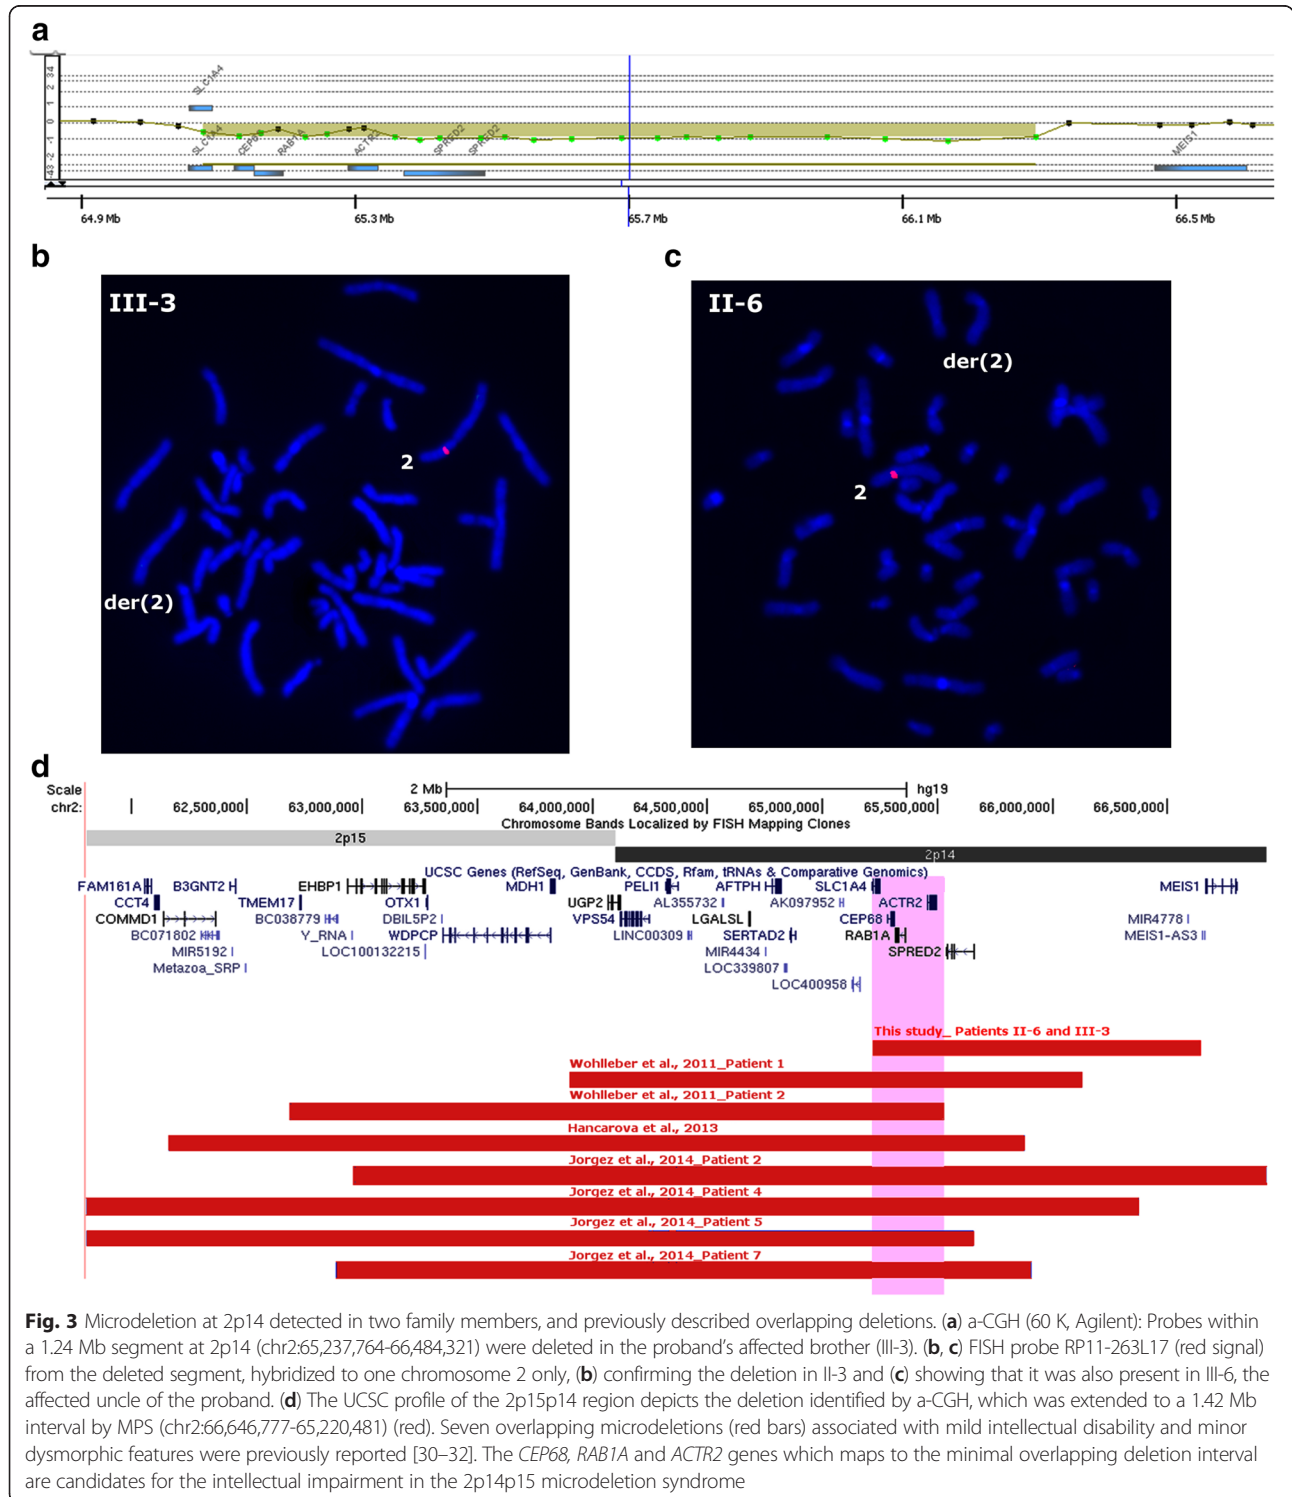 a
SLC1A4
SLC1A4 CEP68 RAB1A ACTR2 SPRED2 SPRED2 MEIS1
64.9 Mb 65.3 Mb 65.7 Mb 66.1 Mb 66.5 Mb
b
III-3
2
der(2)
c
II-6
der(2)
2
d
Scale 2 Mb hg19
chr2: 62,500,000 63,000,000 63,500,000 64,000,000 64,500,000 65,000,000 65,500,000 66,000,000 66,500,000
Chromosome Bands Localized by FISH Mapping Clones
2p15
2p14
UCSC Genes (RefSeq, GenBank, CCDS, Rfam, tRNAs & Comparative Genomics)
FAM161A B3GNT2 EHBP1 MDH1 PELI1 AFTPH SLC1A4 MEIS1
CCT4 TMEM17 OTX1 UGP2 AL355732 AK097952 ACTR2
COMMD1 BC038779 DBIL5P2 VPS54 LGALSL CEP68 MIR4778
BC071802 Y_RNA WDPCP LINC00309 SERTAD2 RAB1A MEIS1-AS3
MIR5192 LOC100132215 MIR4434 SPRED2
Metazoa_SRP LOC339807
LOC400958
This study_ Patients II-6 and III-3
Wohlleber et al., 2011_Patient 1
Wohlleber et al., 2011_Patient 2
Hancarova et al., 2013
Jorgez et al., 2014_Patient 2
Jorgez et al., 2014_Patient 4
Jorgez et al., 2014_Patient 5
Jorgez et al., 2014_Patient 7
Fig. 3 Microdeletion at 2p14 detected in two family members, and previously described overlapping deletions. (a) a-CGH (60 K, Agilent): Probes within
a 1.24 Mb segment at 2p14 (chr2:65,237,764-66,484,321) were deleted in the proband's affected brother (III-3). (b, c) FISH probe RP11-263L17 (red signal)
from the deleted segment, hybridized to one chromosome 2 only, (b) confirming the deletion in II-3 and (c) showing that it was also present in III-6, the
affected uncle of the proband. (d) The UCSC profile of the 2p15p14 region depicts the deletion identified by a-CGH, which was extended to a 1.42 Mb
interval by MPS (chr2:66,646,777-65,220,481) (red). Seven overlapping microdeletions (red bars) associated with mild intellectual disability and minor
dysmorphic features were previously reported [30–32]. The CEP68, RAB1A and ACTR2 genes which maps to the minimal overlapping deletion interval
are candidates for the intellectual impairment in the 2p14p15 microdeletion syndrome